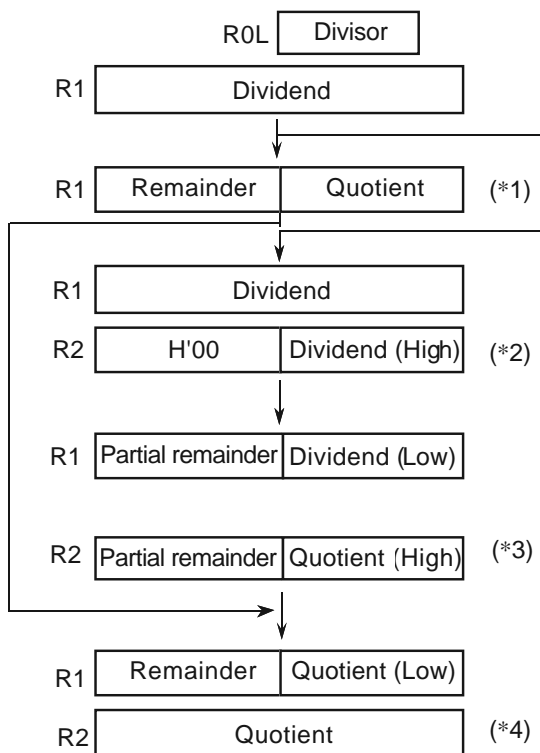 R0L Divisor
R1 Dividend
R1 Remainder Quotient (*1)
R1 Dividend
R2 H'00 Dividend (High) (*2)
R1 Partial remainder Dividend (Low)
R2 Partial remainder Quotient (High) (*3)
R1 Remainder Quotient (Low)
R2 Quotient (*4)